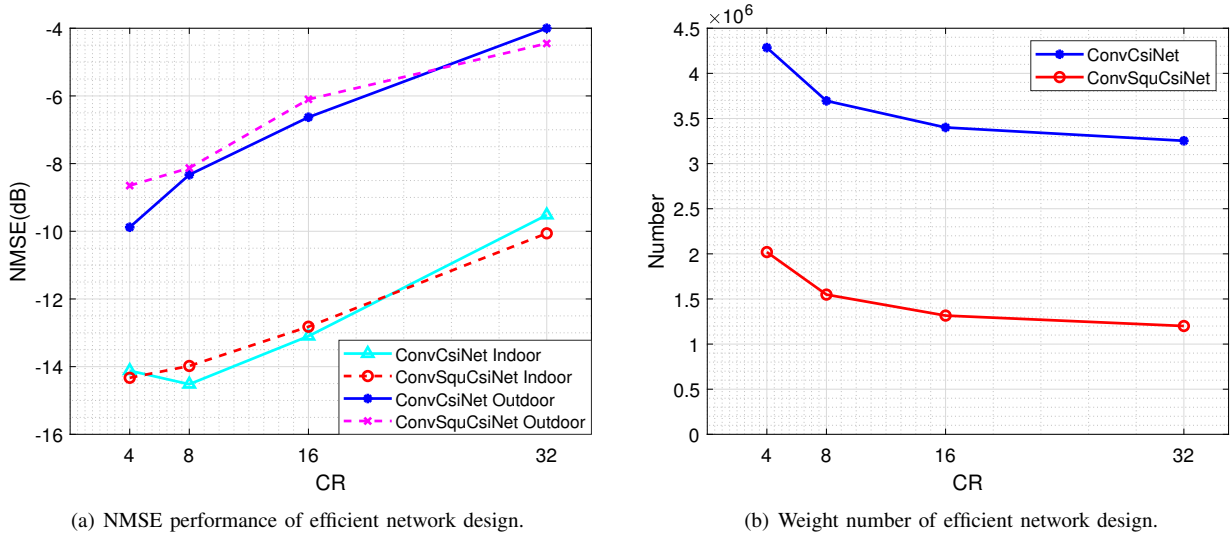 -4
-6
-8
-10
-12
-14
-16
NMSE(dB)
4 8 16 32
CR
ConvCsiNet Indoor
ConvSquCsiNet Indoor
ConvCsiNet Outdoor
ConvSquCsiNet Outdoor
(a) NMSE performance of efficient network design.
×10⁶
4.5
4
3.5
3
2.5
2
1.5
1
0.5
0
Number
4 8 16 32
CR
ConvCsiNet
ConvSquCsiNet
(b) Weight number of efficient network design.